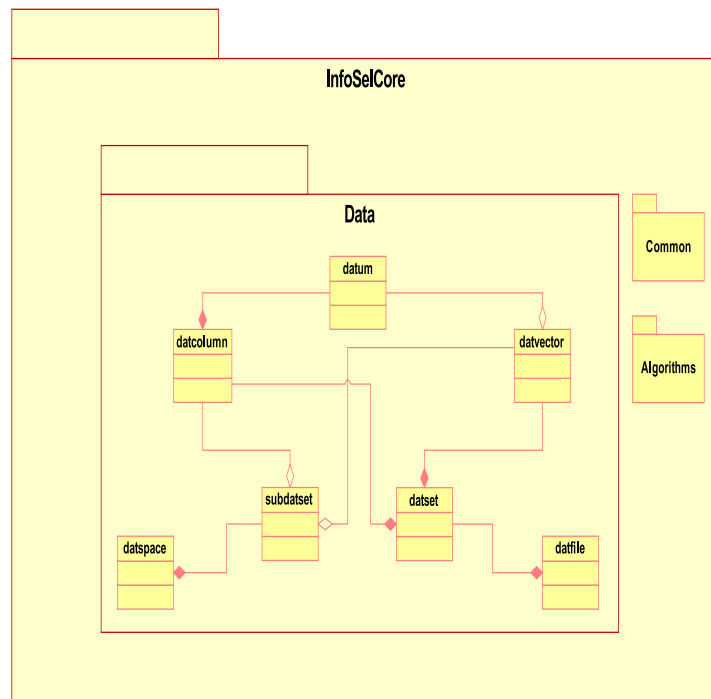 InfoSelCore
Data
Common
datum
datcolumn
datvector
Algorithms
subdatset
datset
datspace
datfile